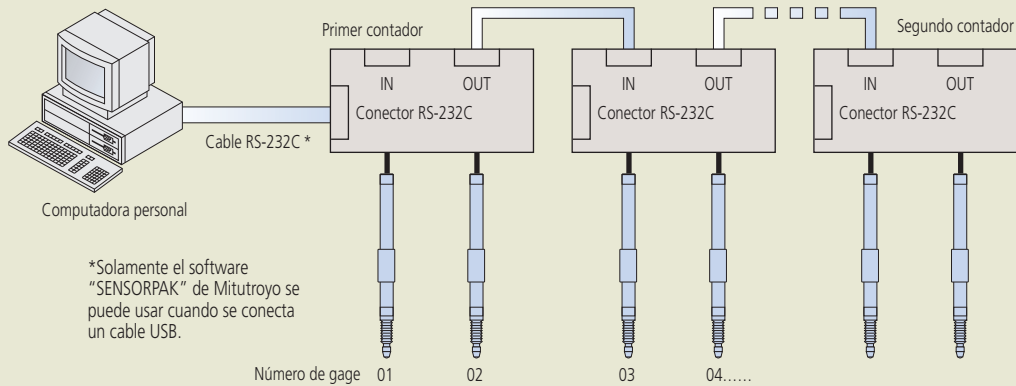 Primer contador
Segundo contador
IN OUT
Conector RS-232C
IN OUT
Conector RS-232C
IN OUT
Conector RS-232C
Cable RS-232C *
Computadora personal
*Solamente el software
“SENSORPAK” de Mitutroyo se
puede usar cuando se conecta
un cable USB.
Número de gage 01 02 03 04......